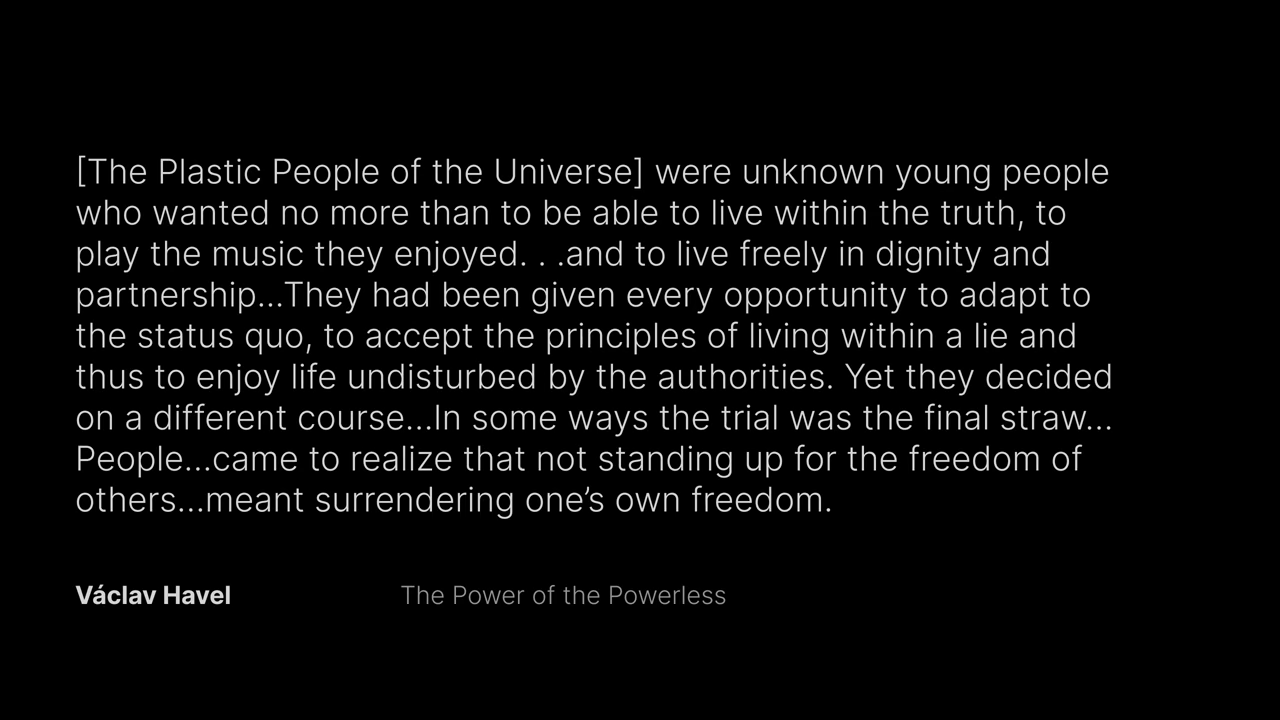 [The Plastic People of the Universe] were unknown young people
who wanted no more than to be able to live within the truth, to
play the music they enjoyed. . .and to live freely in dignity and
partnership...They had been given every opportunity to adapt to
the status quo, to accept the principles of living within a lie and
thus to enjoy life undisturbed by the authorities. Yet they decided
on a different course...In some ways the trial was the final straw...
People...came to realize that not standing up for the freedom of
others...meant surrendering one’s own freedom.
Václav Havel The Power of the Powerless